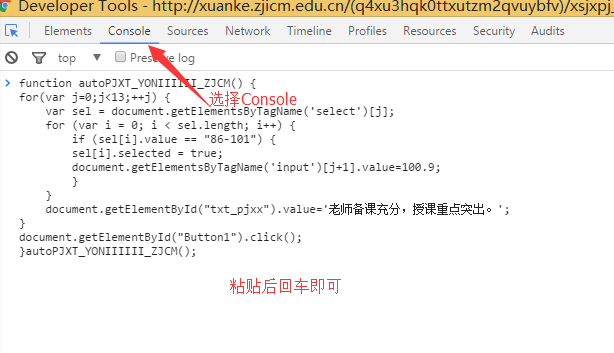 Developer Tools - http://xuanke.zjicm.edu.cn/(q4xu3hqk0ttxutzm2qvuybfv)/xsjxpj
Elements Console Sources Network Timeline Profiles Resources Security Audits
top Preserve log
选择Console
function autoPJXT_YONIIIIII_ZJCM() {
for(var j=0;j<13;++j) {
var sel = document.getElementsByTagName('select')[j];
for (var i = 0; i < sel.length; i++) {
if (sel[i].value == "86-101") {
sel[i].selected = true;
document.getElementsByTagName('input')[j+1].value=100.9;
}
}
document.getElementById("txt_pjxx").value='老师备课充分，授课重点突出。';
}
document.getElementById("Button1").click();
}autoPJXT_YONIIIIII_ZJCM();
粘贴后回车即可